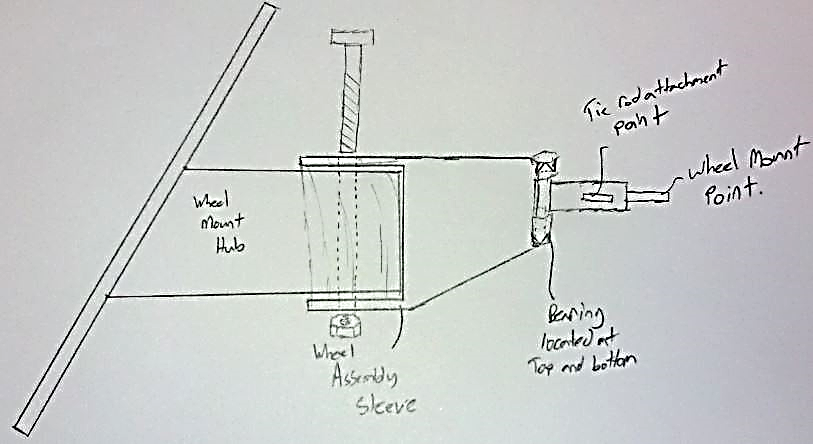 Tie rod attachment
point
Wheel Mount
Point.
Wheel
Mount
Hub
Bearing
located at
Top and bottom
Wheel
Assembly
Sleeve